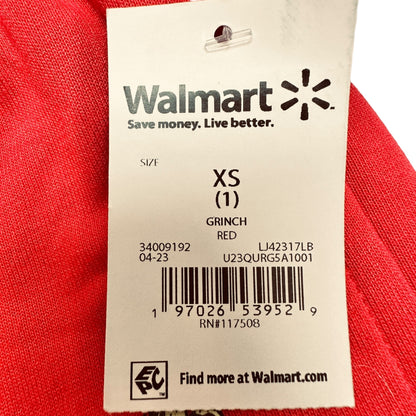 Walmart
Save money. Live better.
SIZE
XS
(1)
GRINCH
RED
34009192 LJ42317LB
04-23 U23QURG5A1001
1 97026 53952 9
RN#117508
EPC
TM
Find more at Walmart.com